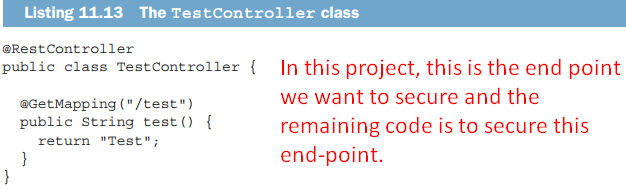 Listing 11.13 The TestController class
@RestController
public class TestController {
@GetMapping("/test")
public String test() {
return "Test";
}
}
In this project, this is the end point
we want to secure and the
remaining code is to secure this
end-point.